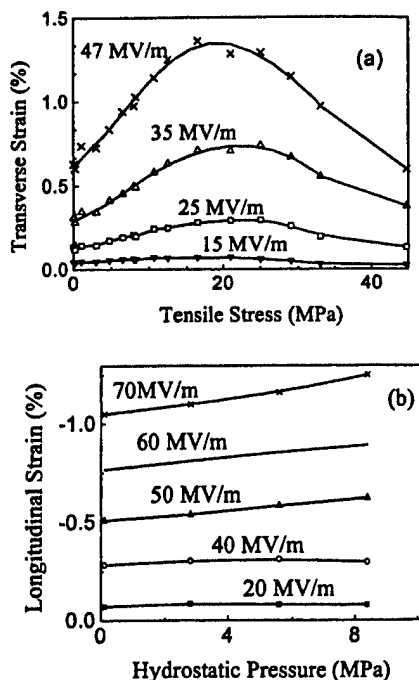 (a)
Transverse Strain (%)
1.5
1.0
0.5
0.0
47 MV/m
35 MV/m
25 MV/m
15 MV/m
0
20
40
Tensile Stress (MPa)
(b)
Longitudinal Strain (%)
-1.0
-0.5
0.0
70MV/m
60 MV/m
50 MV/m
40 MV/m
20 MV/m
0
4
8
Hydrostatic Pressure (MPa)